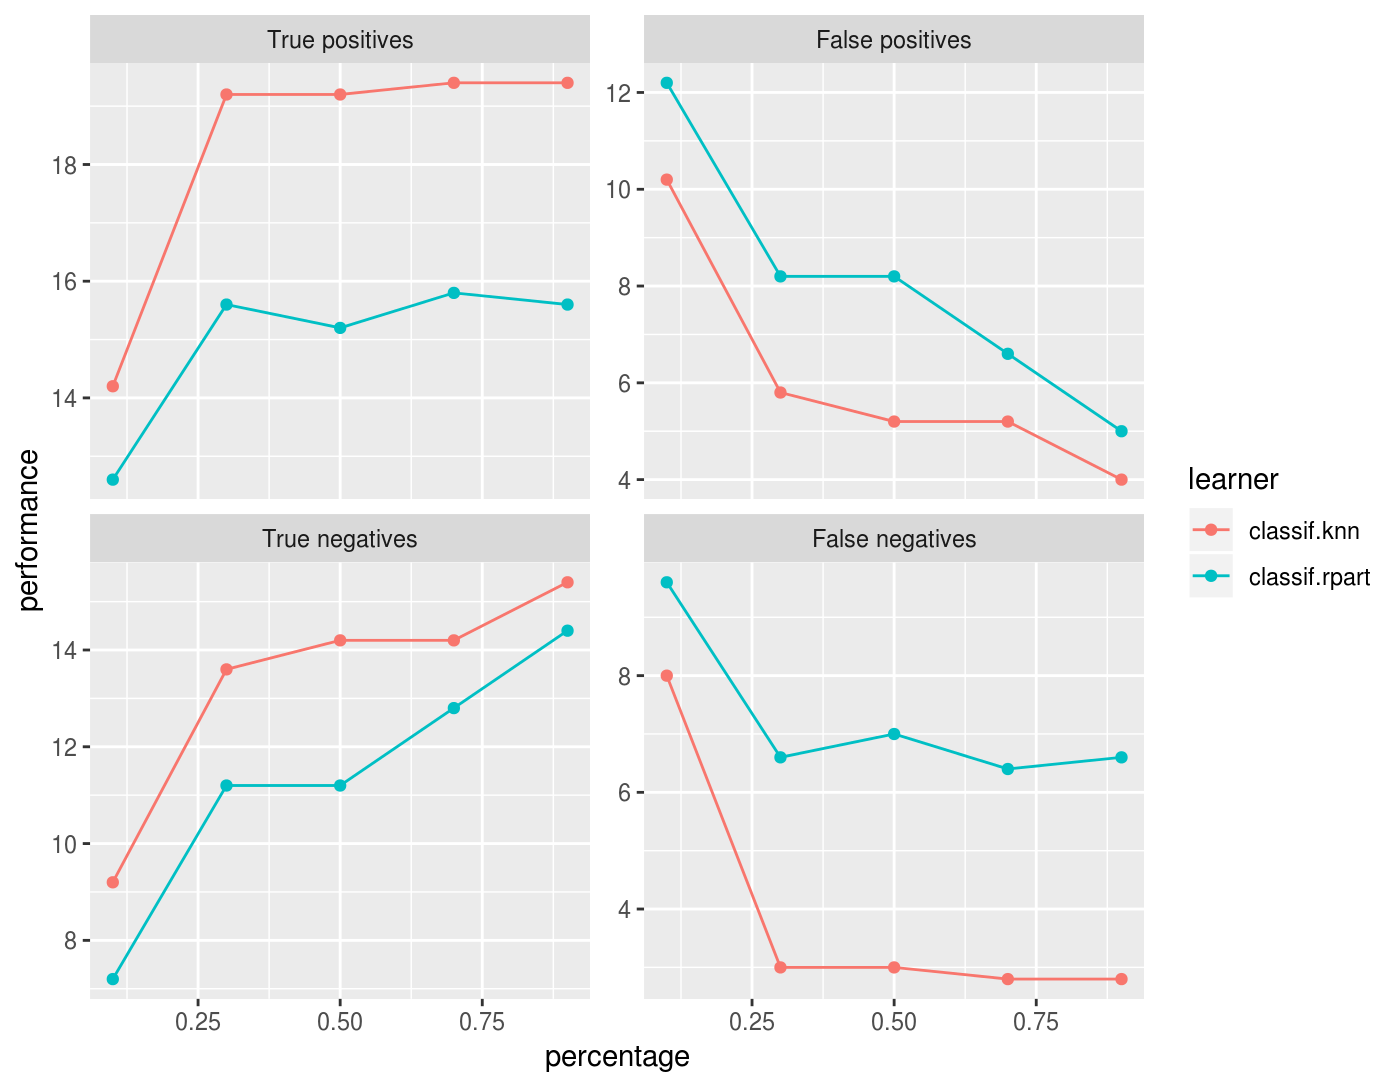 True positives
False positives
18
16
14
12
10
8
6
4
performance
True negatives
False negatives
14
12
10
8
8
6
4
0.25 0.50 0.75
0.25 0.50 0.75
percentage
learner
classif.knn
classif.rpart